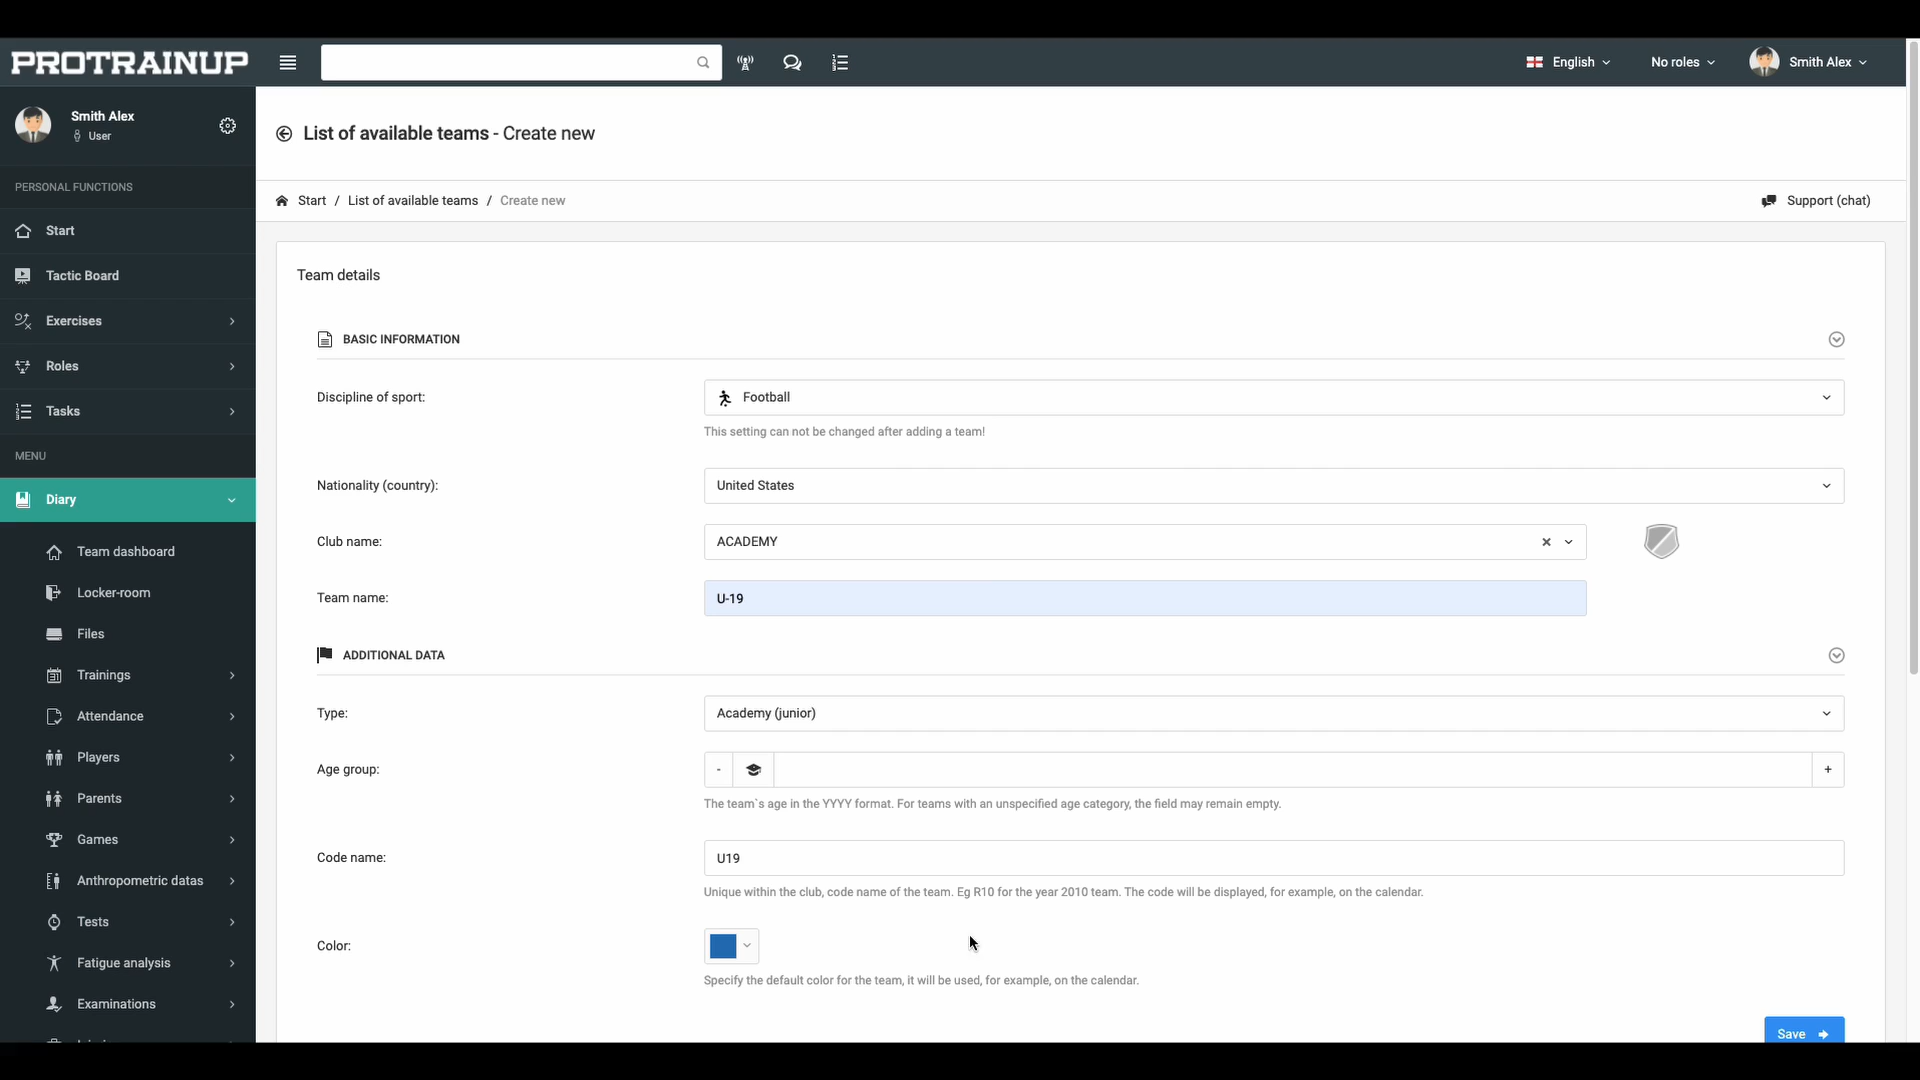 PROTRAINUP
English
No roles
Smith Alex
Smith Alex
User
List of available teams - Create new
PERSONAL FUNCTIONS
Start / List of available teams / Create new
Support (chat)
Start
Tactic Board
Exercises
Roles
Tasks
MENU
Diary
Team dashboard
Locker-room
Files
Trainings
Attendance
Players
Parents
Games
Anthropometric datas
Tests
Fatigue analysis
Examinations
Team details
BASIC INFORMATION
Discipline of sport:
Football
This setting can not be changed after adding a team!
Nationality (country):
United States
Club name:
ACADEMY
Team name:
U-19
ADDITIONAL DATA
Type:
Academy (junior)
Age group:
-
+
The team`s age in the YYYY format. For teams with an unspecified age category, the field may remain empty.
Code name:
U19
Unique within the club, code name of the team. Eg R10 for the year 2010 team. The code will be displayed, for example, on the calendar.
Color:
Specify the default color for the team, it will be used, for example, on the calendar.
Save